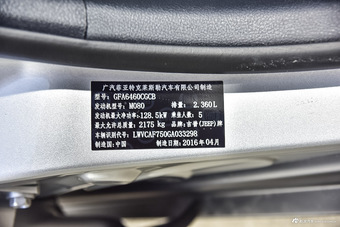 广汽菲亚特克莱斯勒汽车有限公司制造
型号: GFA6460CGCB
发动机型号: M080 排量: 2.360L
发动机最大净功率: 128.5kW 乘坐人数: 5
最大允许总质量: 2175 kg 品牌: 吉普(JEEP)牌
车辆识别代号: LWVCAF750GA033298
制造国: 中国 制造日期: 2016年04月